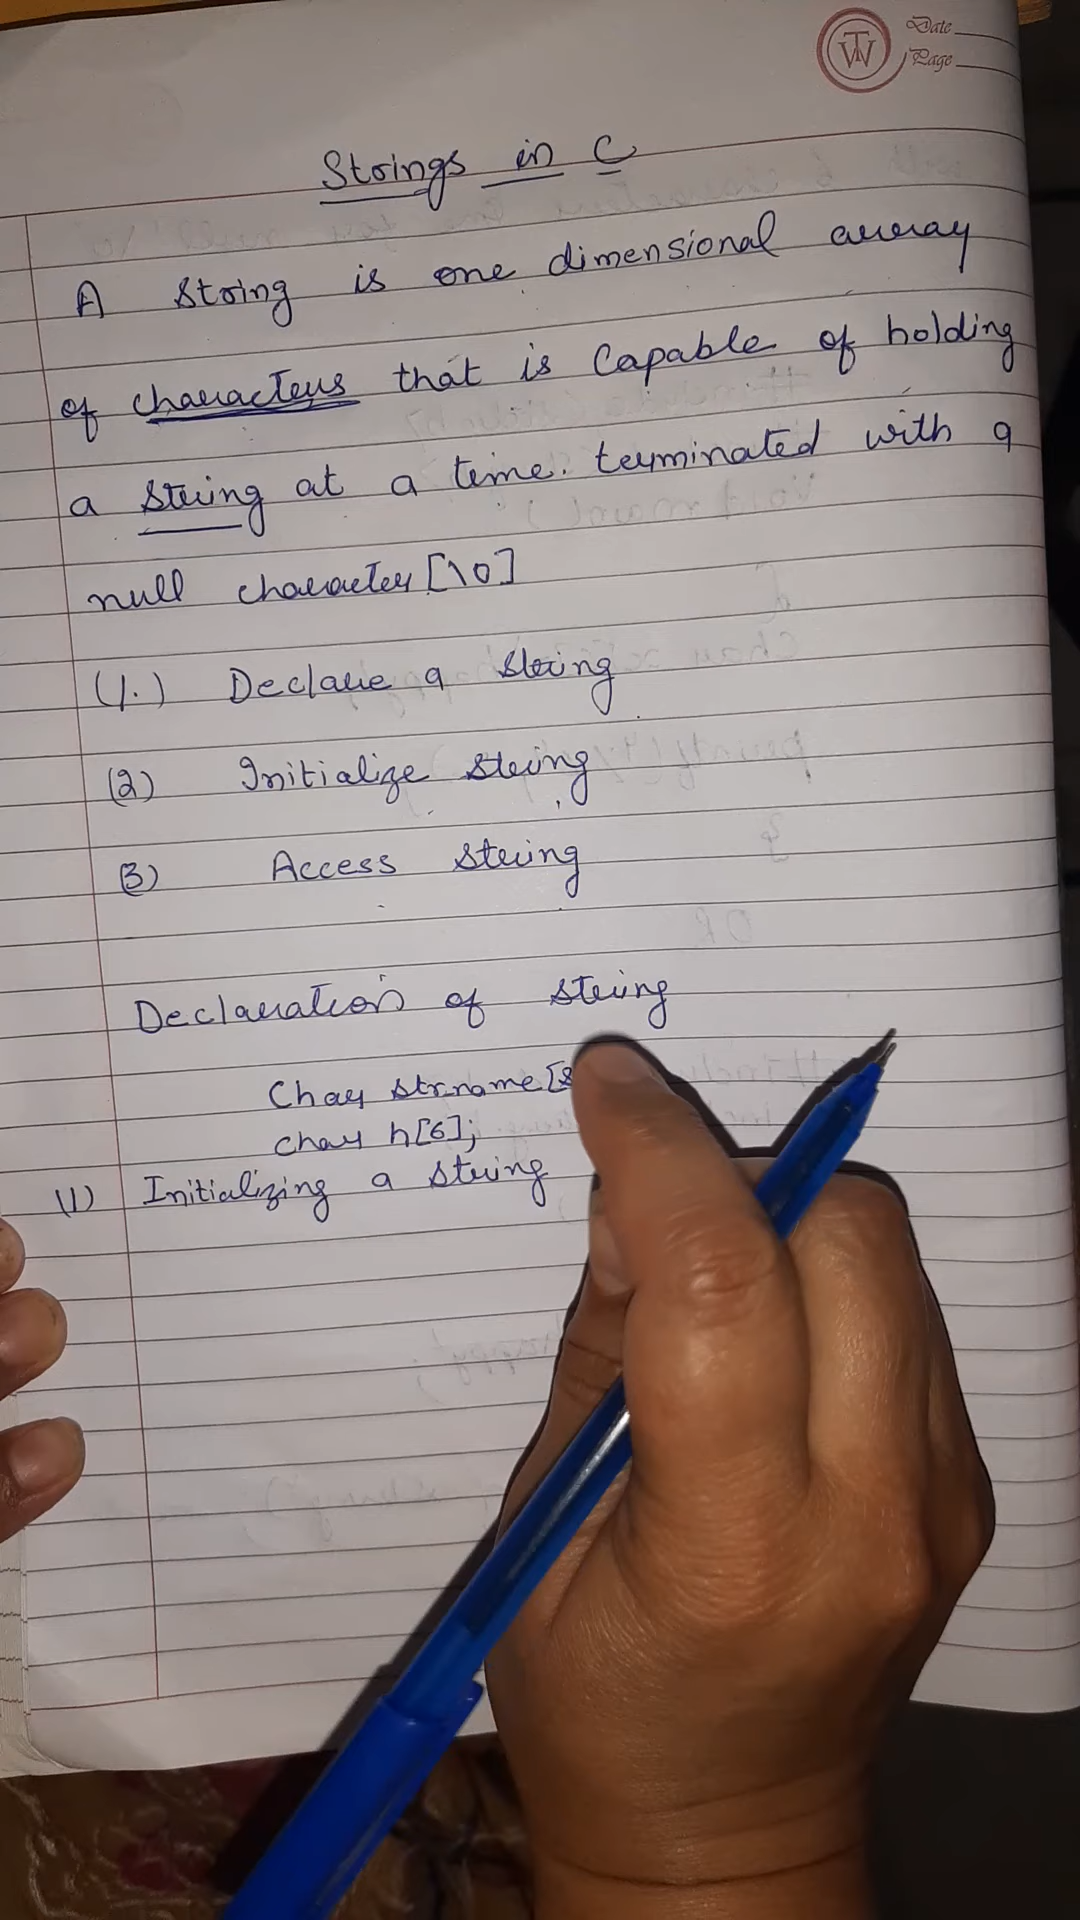 Date
Page
Strings in C
A string is one dimensional array
of characters that is capable of holding
a string at a time. terminated with a
null character [\0]
(1.) Declare a string
(2) Initialize string
(3) Access string
Declaration of string
Char strname [s
char h[6];
(1) Initializing a string